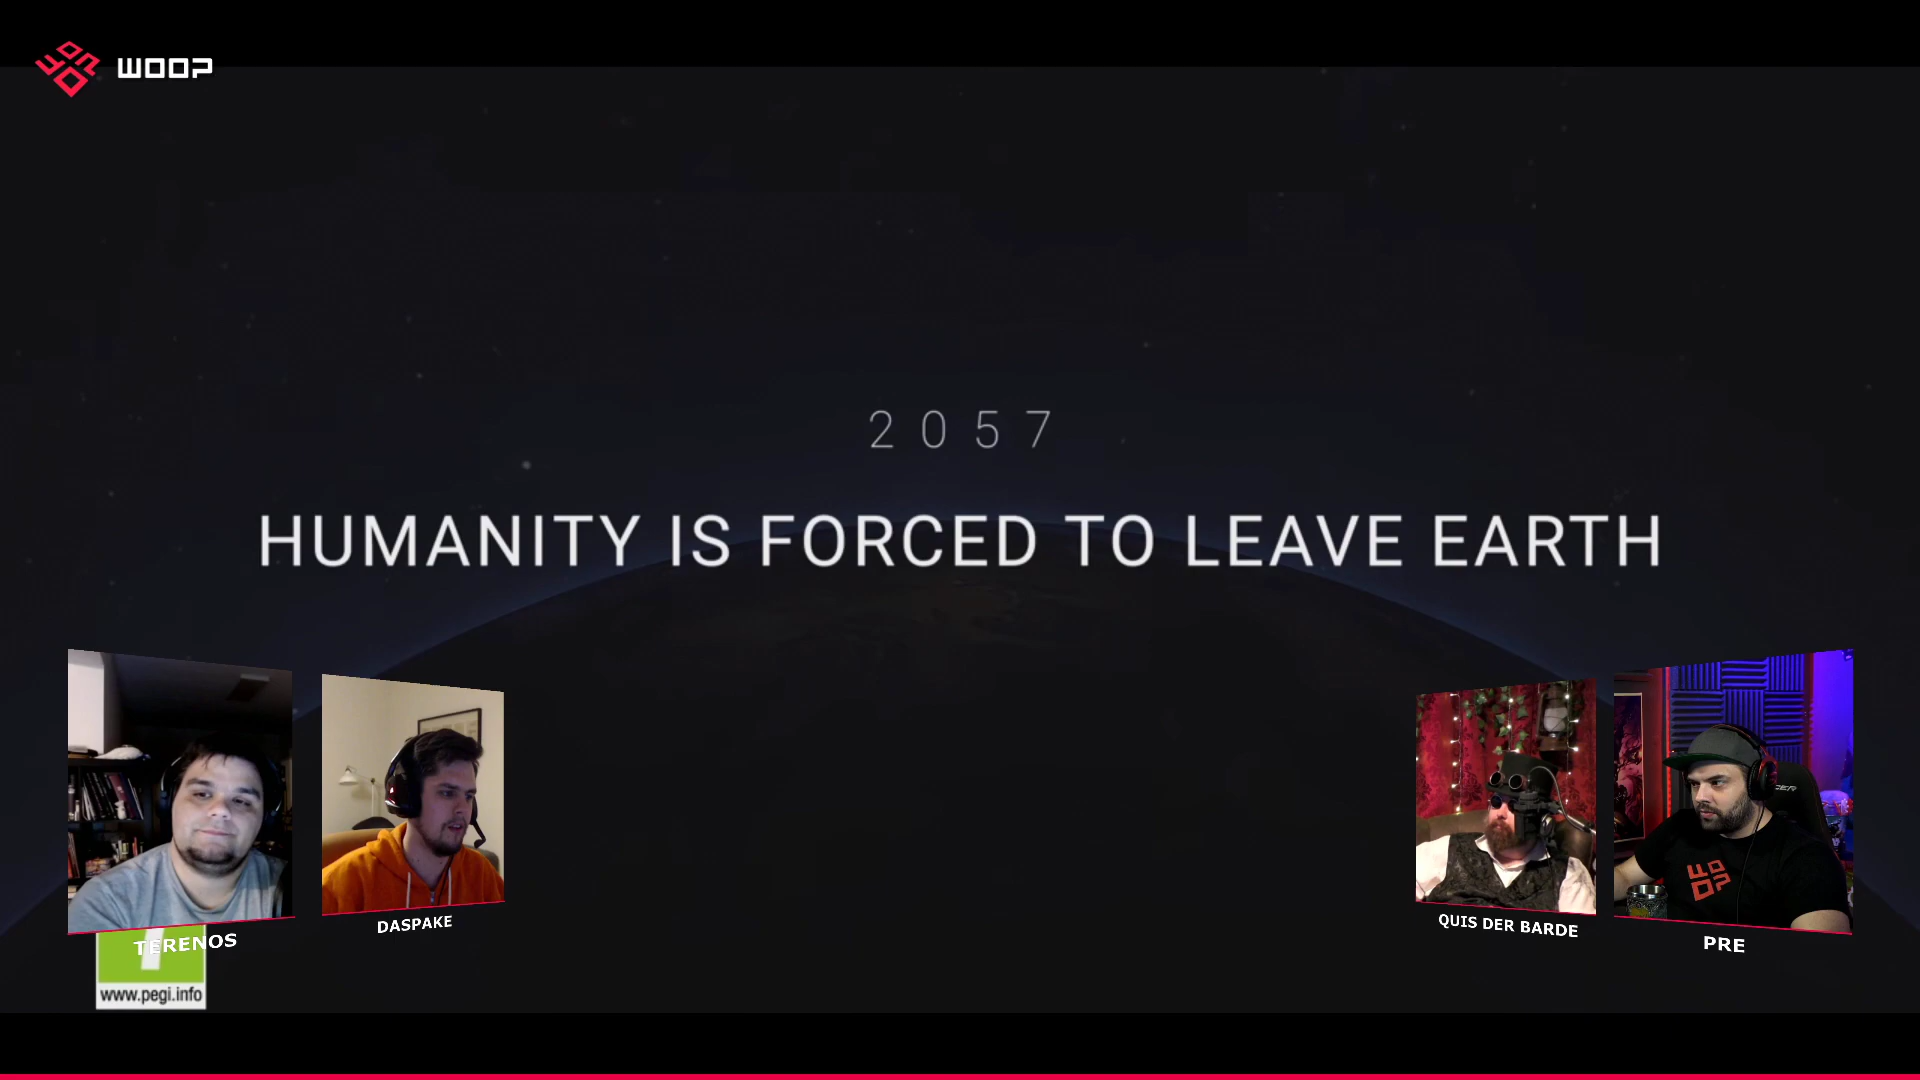 WOOP
2057
HUMANITY IS FORCED TO LEAVE EARTH
TERENOS
DASPAKE
QUIS DER BARDE
PRE
www.pegi.info